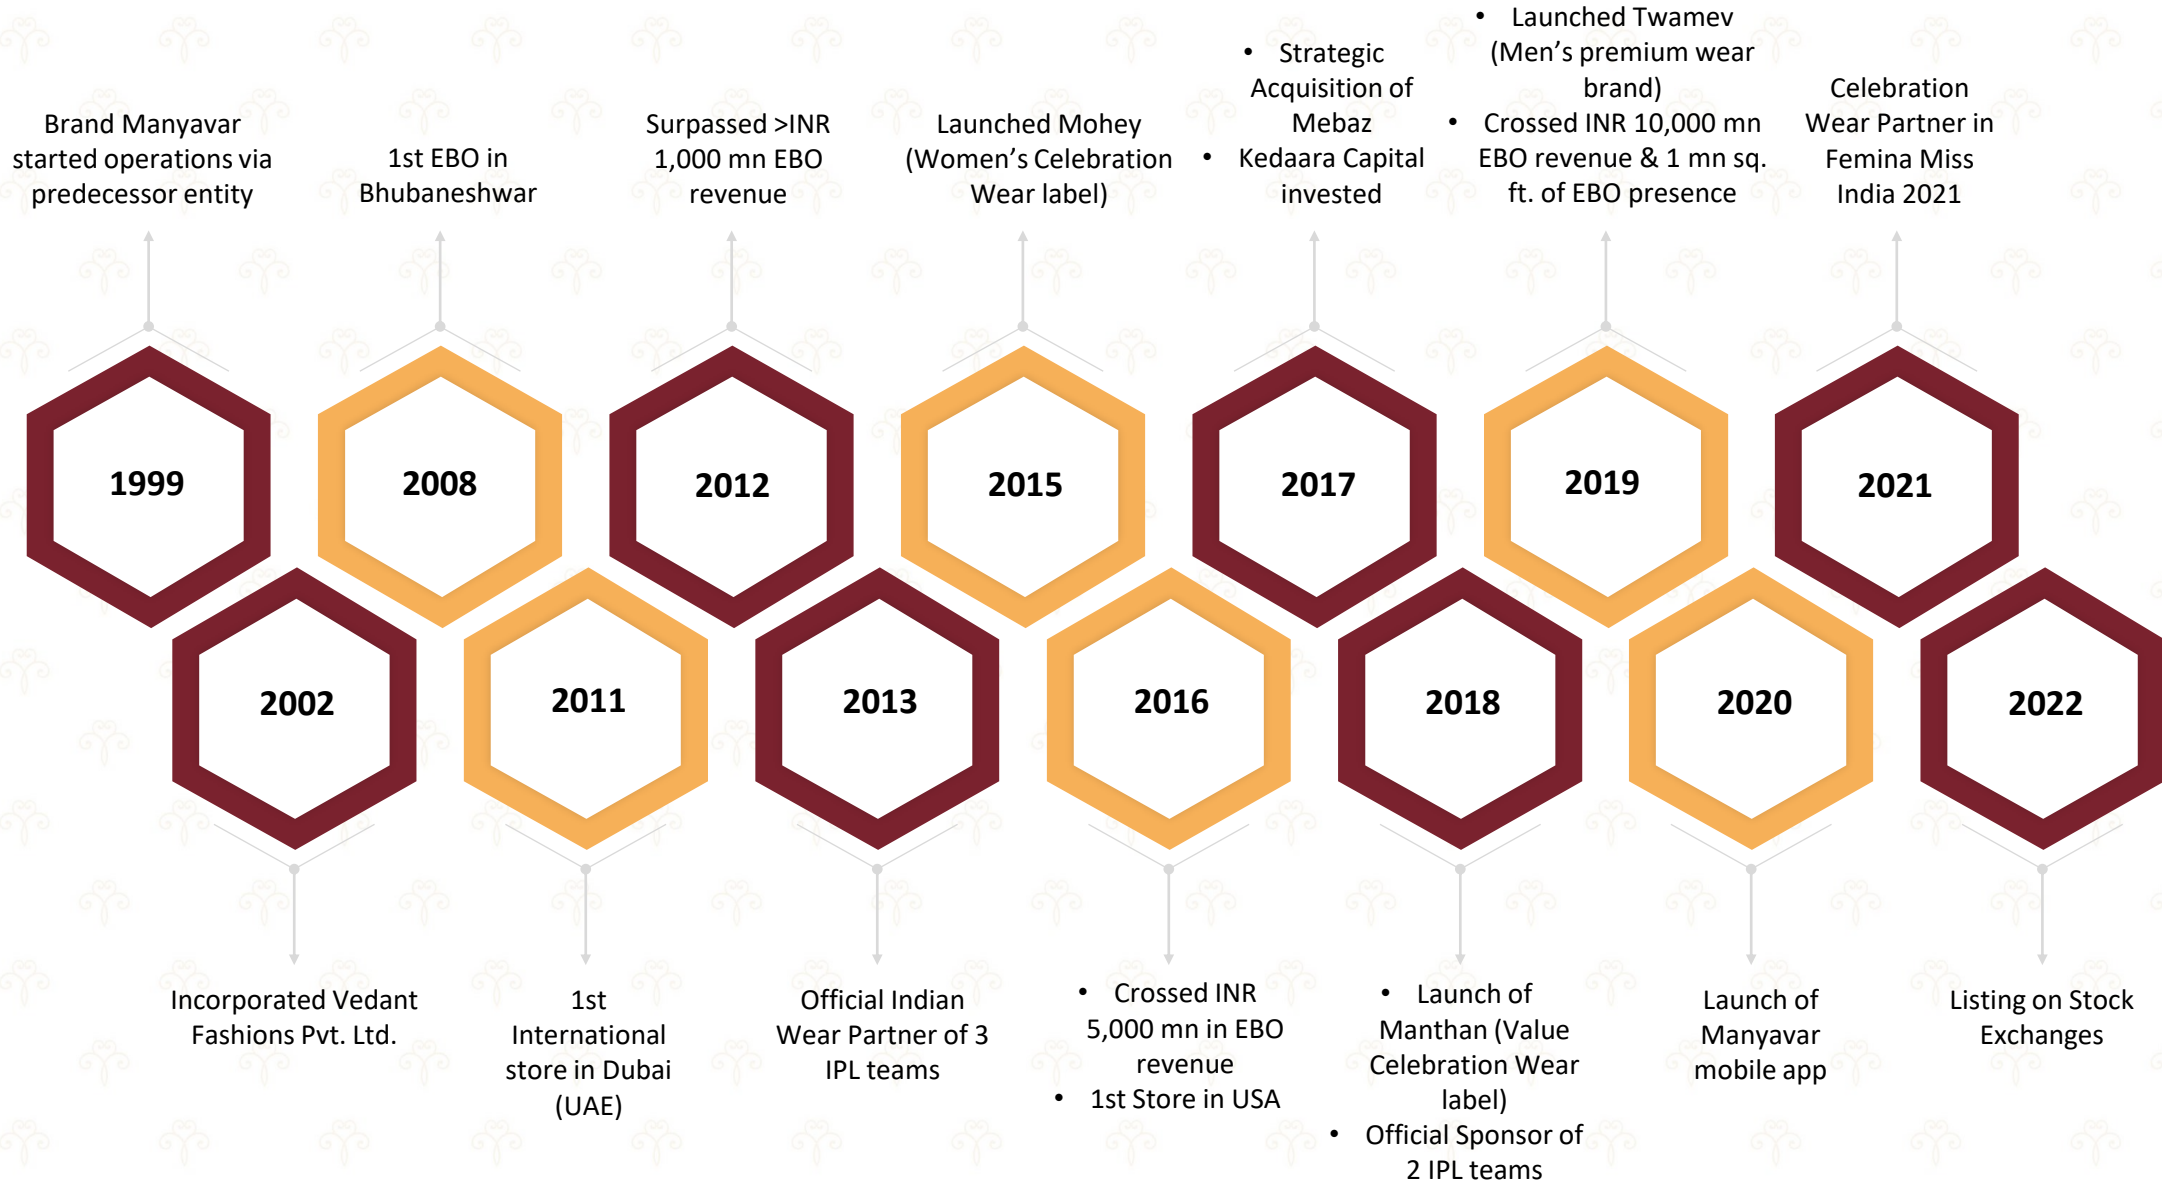 Brand Manyavar
started operations via
predecessor entity
1st EBO in
Bhubaneshwar
Surpassed >INR
1,000 mn EBO
revenue
Launched Mohey
(Women's Celebration
Wear label)
• Strategic
Acquisition of
Mebaz
• Kedaara Capital
invested
• Launched Twamev
(Men's premium wear
brand)
• Crossed INR 10,000 mn
EBO revenue & 1 mn sq.
ft. of EBO presence
Celebration
Wear Partner in
Femina Miss
India 2021
1999
2008
2012
2015
2017
2019
2021
2002
2011
2013
2016
2018
2020
2022
Incorporated Vedant
Fashions Pvt. Ltd.
1st
International
store in Dubai
(UAE)
Official Indian
Wear Partner of 3
IPL teams
• Crossed INR
5,000 mn in EBO
revenue
• 1st Store in USA
• Launch of
Manthan (Value
Celebration Wear
label)
• Official Sponsor of
2 IPL teams
Launch of
Manyavar
mobile app
Listing on Stock
Exchanges